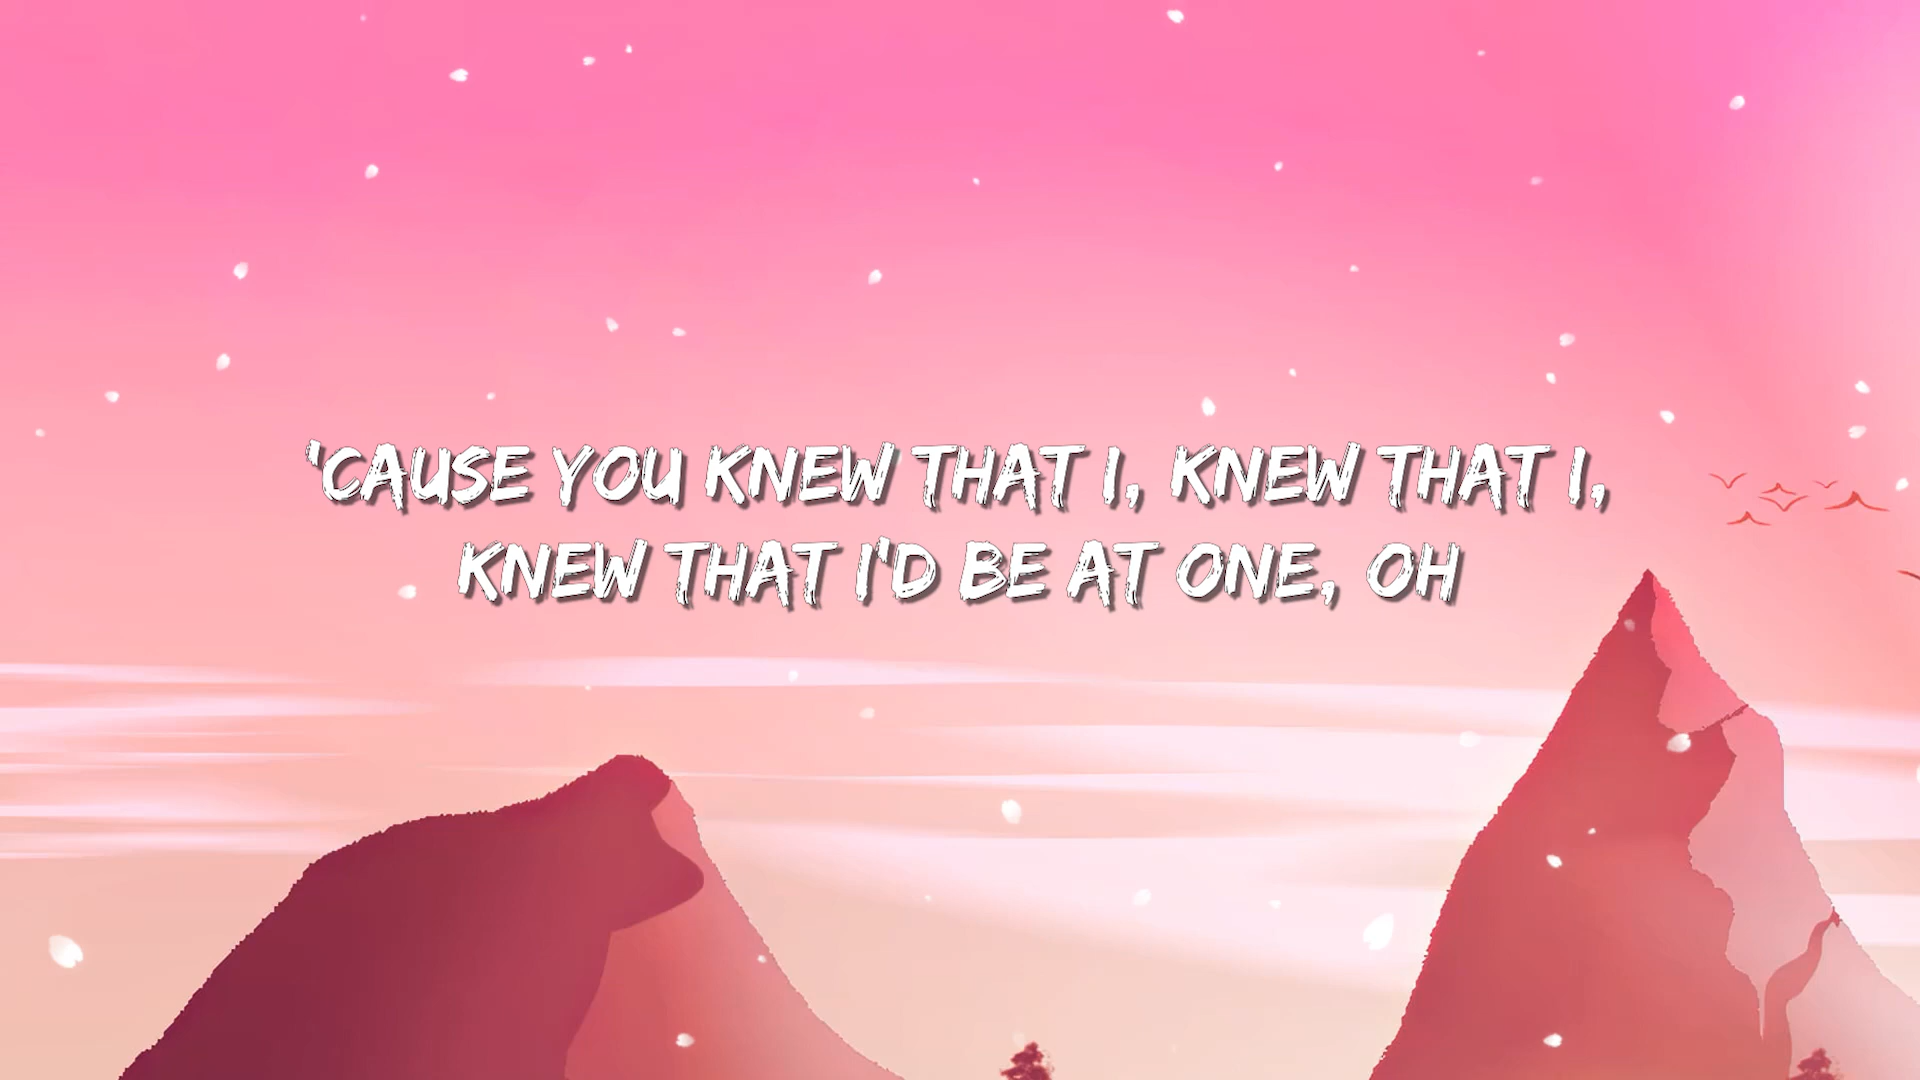 'CAUSE YOU KNEW THAT I, KNEW THAT I,
KNEW THAT I'D BE AT ONE, OH